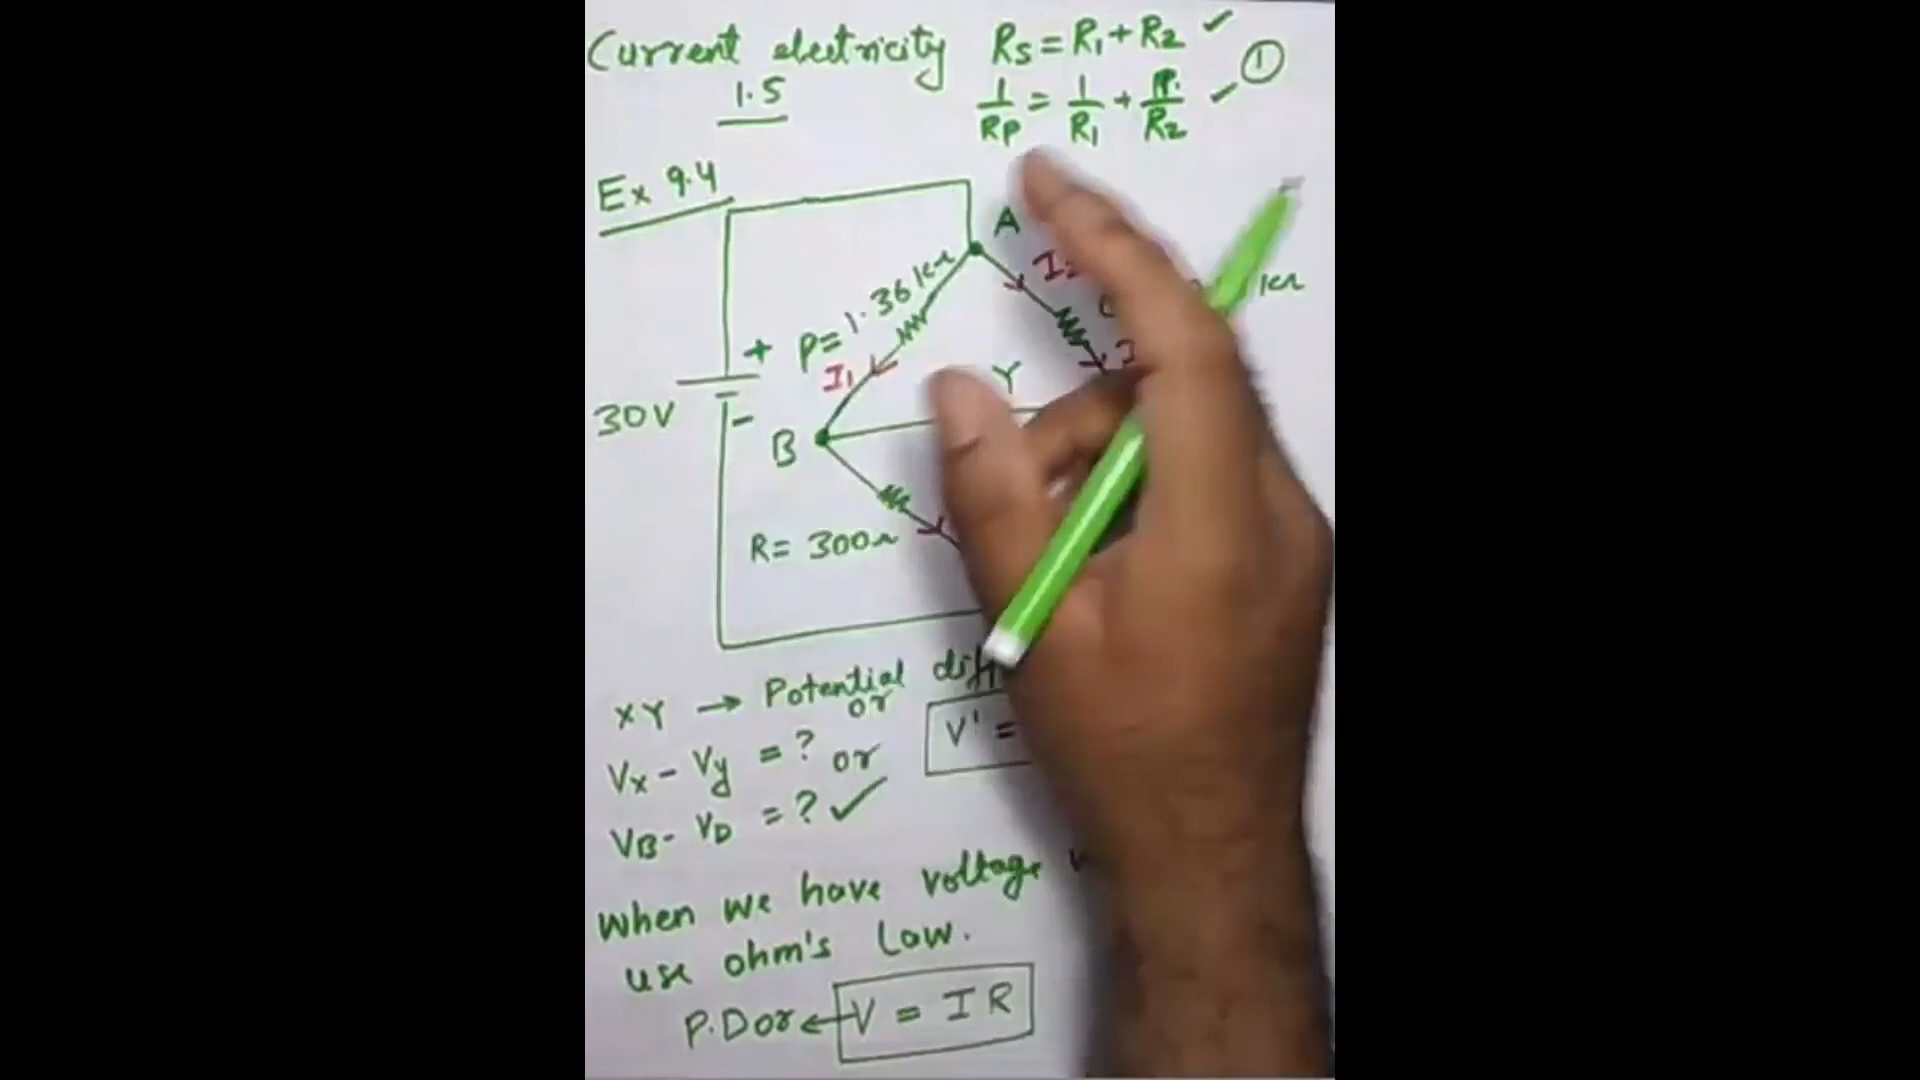 Current electricity
1.5
Rs = R1 + R2 ✓
1/RP = 1/R1 + /R2 ✓
①
Ex 9.4
A
P= 1.36 kΩ
I1
kΩ
+
30V
-
Y
B
R= 300Ω
XY → Potential
or
V' =
Vx - Vy = ? or
VB - VD = ? ✓
When we have voltage
use ohm's Law.
P.D or ← V = IR